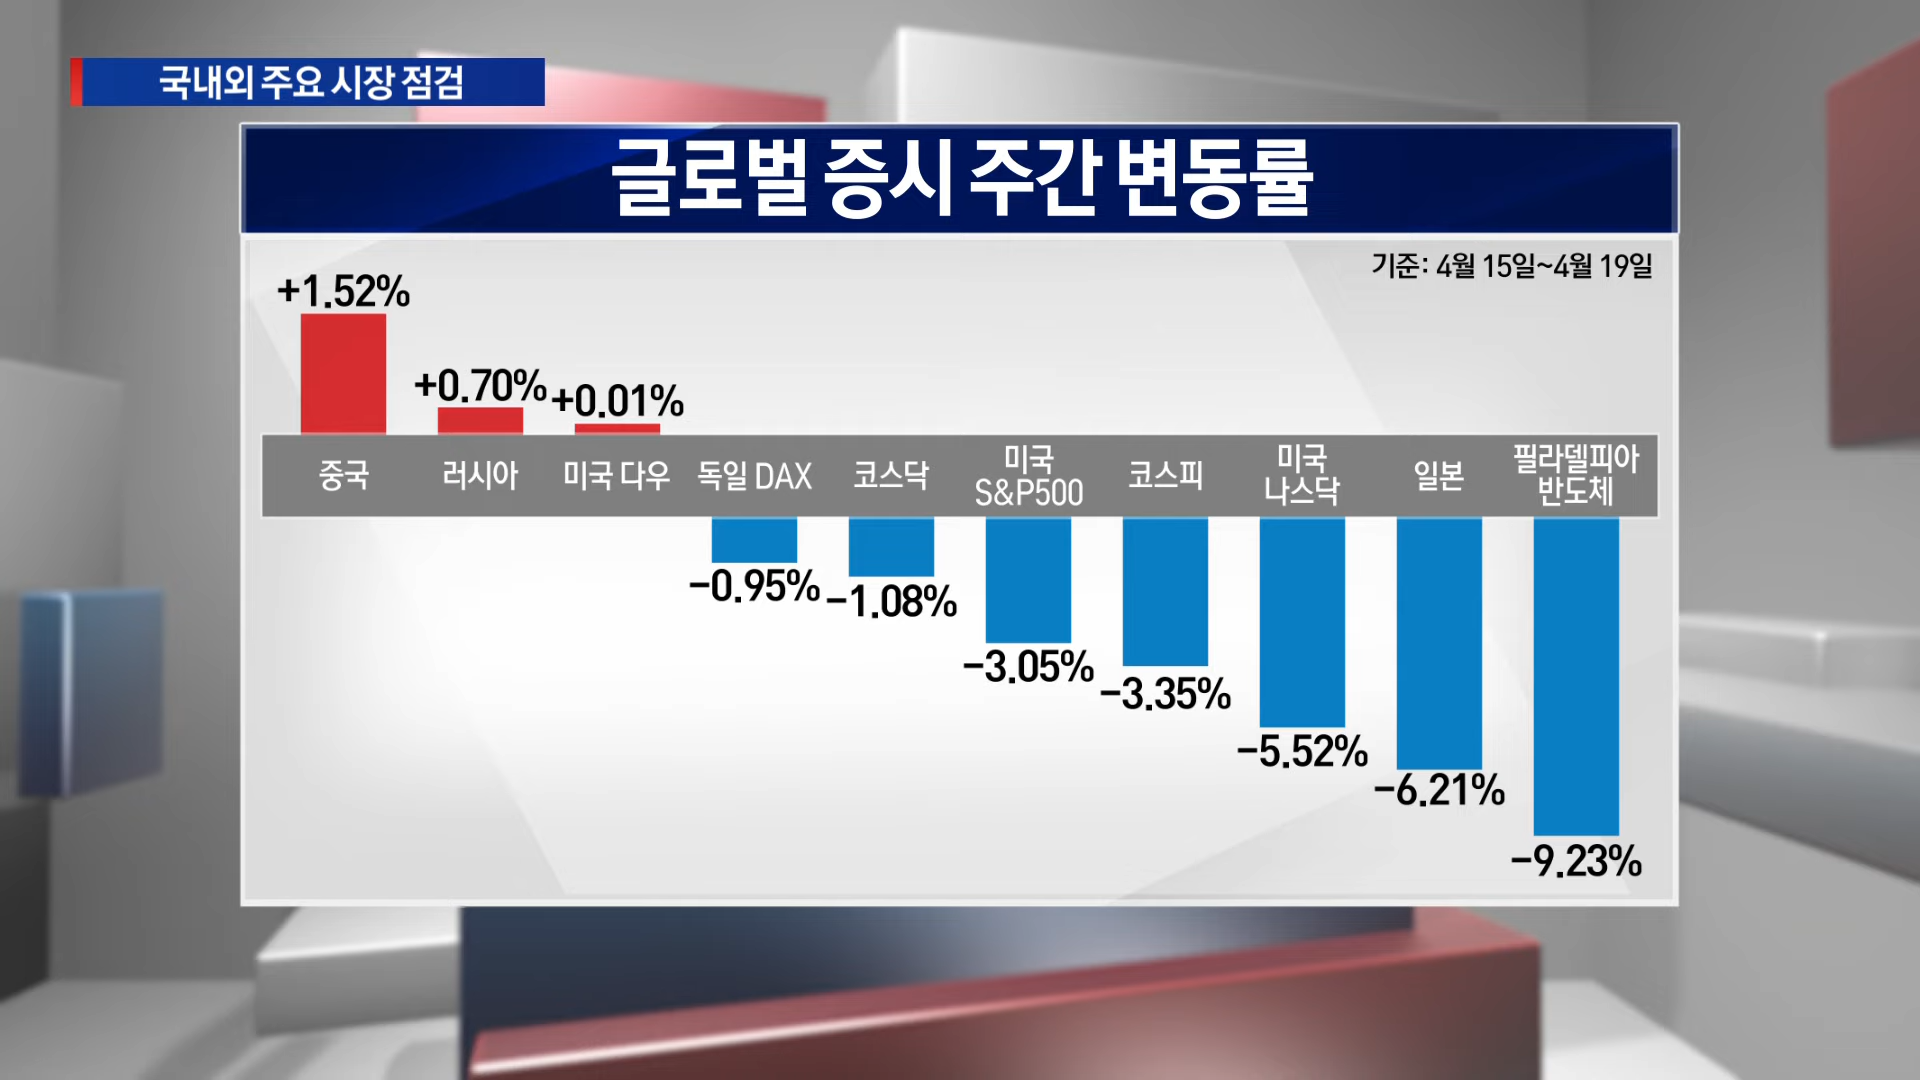 국내외 주요 시장 점검
글로벌 증시 주간 변동률
기준: 4월 15일~4월 19일
+1.52%
+0.70%
+0.01%
중국
러시아
미국 다우
독일 DAX
코스닥
미국
S&P500
코스피
미국
나스닥
일본
필라델피아
반도체
-0.95%
-1.08%
-3.05%
-3.35%
-5.52%
-6.21%
-9.23%